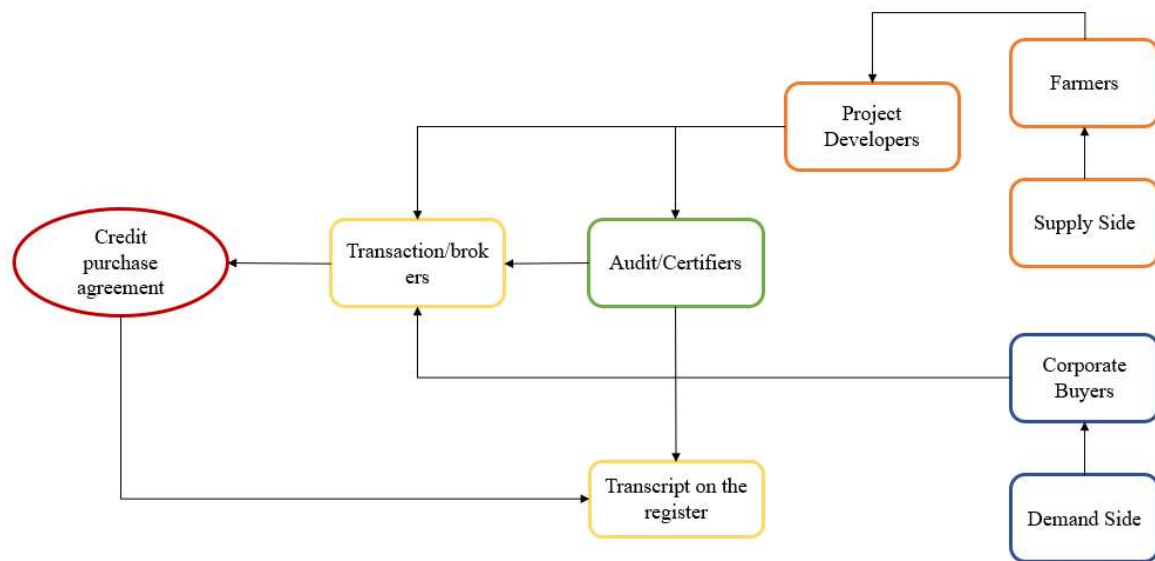 Farmers
Project
Developers
Supply Side
Credit
purchase
agreement
Transaction/brok
ers
Audit/Certifiers
Corporate
Buyers
Transcript on the
register
Demand Side